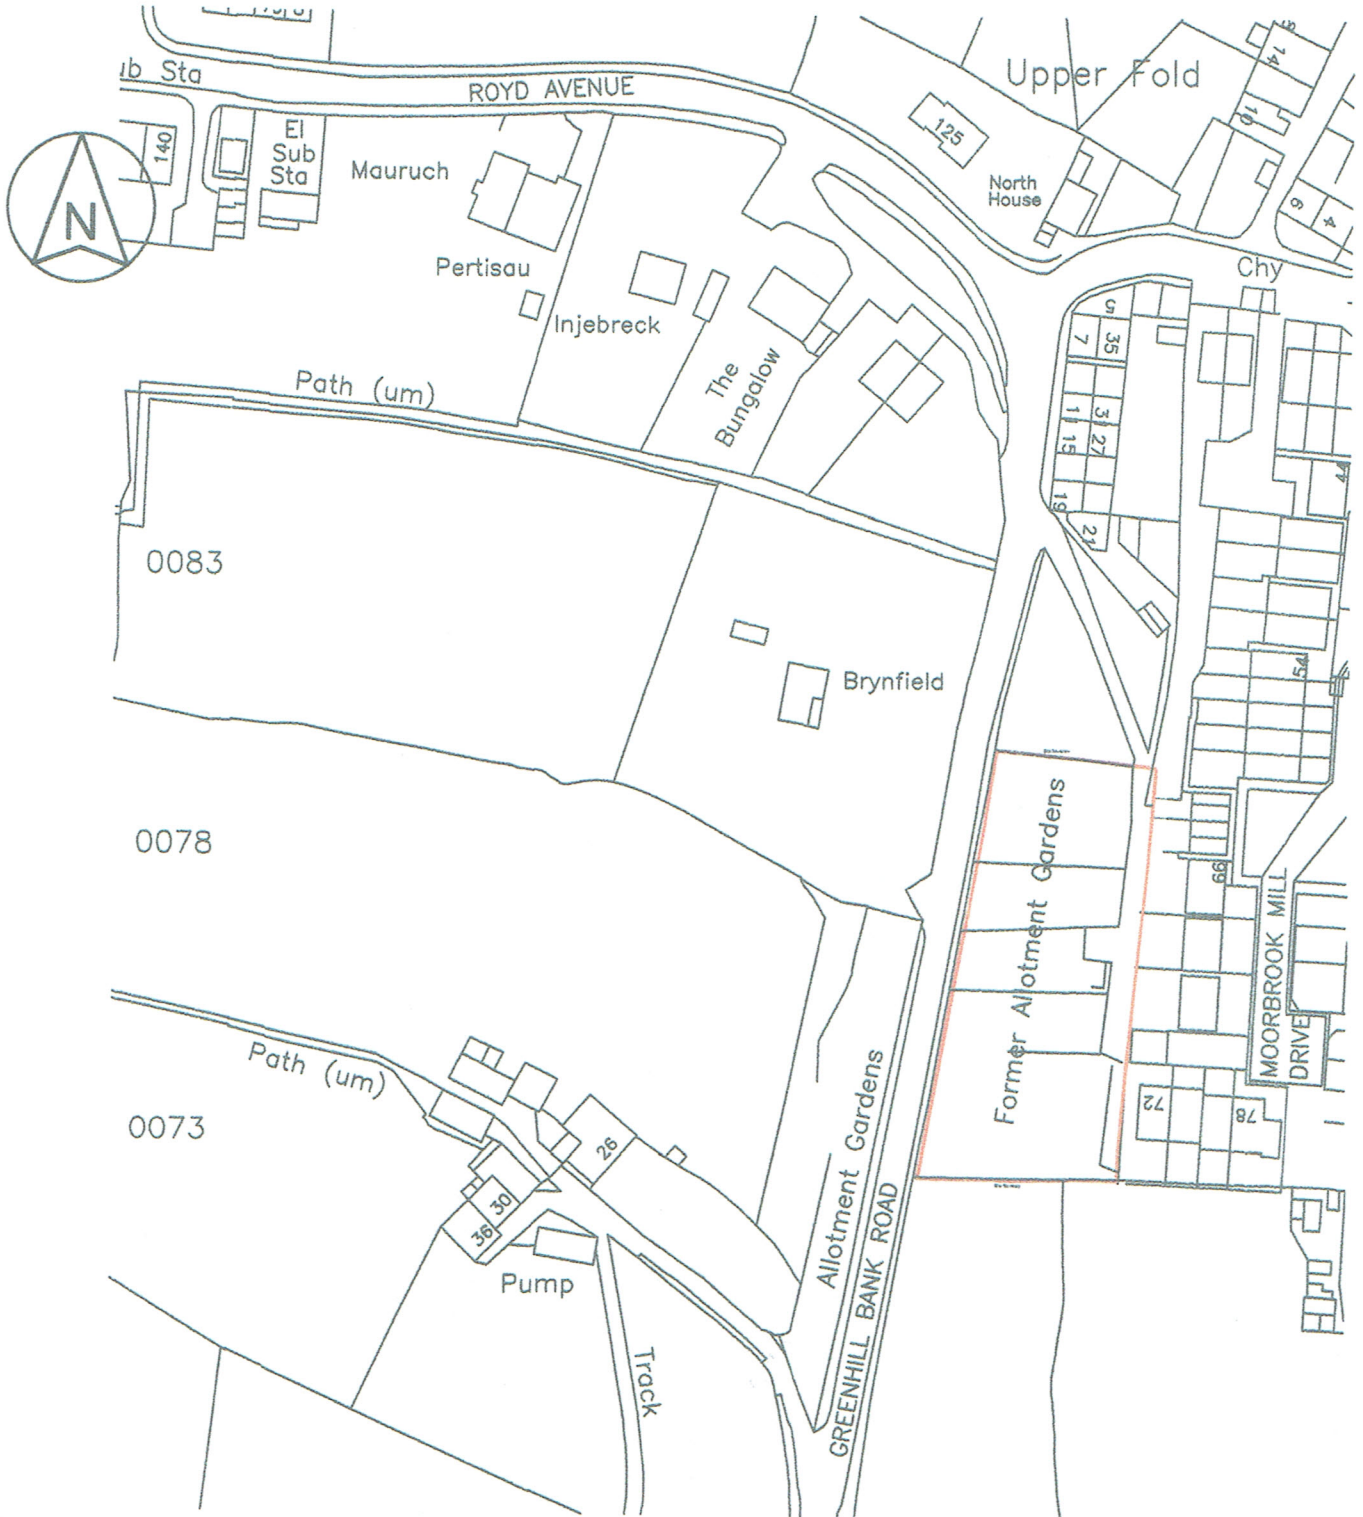 Upper Fold
ub Sta
ROYD AVENUE
14
10
125
140
El
Sub
Sta
Mauruch
North
House
6
4
N
Pertisau
Chy
Injebreck
5
7
35
The
Bungalow
Path (um)
1
31
15
27
19
21
0083
54
Brynfield
0078
Former Allotment Gardens
66
MOORBROOK MILL
DRIVE
Path (um)
0073
Allotment Gardens
72
78
26
30
36
Pump
GREENHILL BANK ROAD
Track